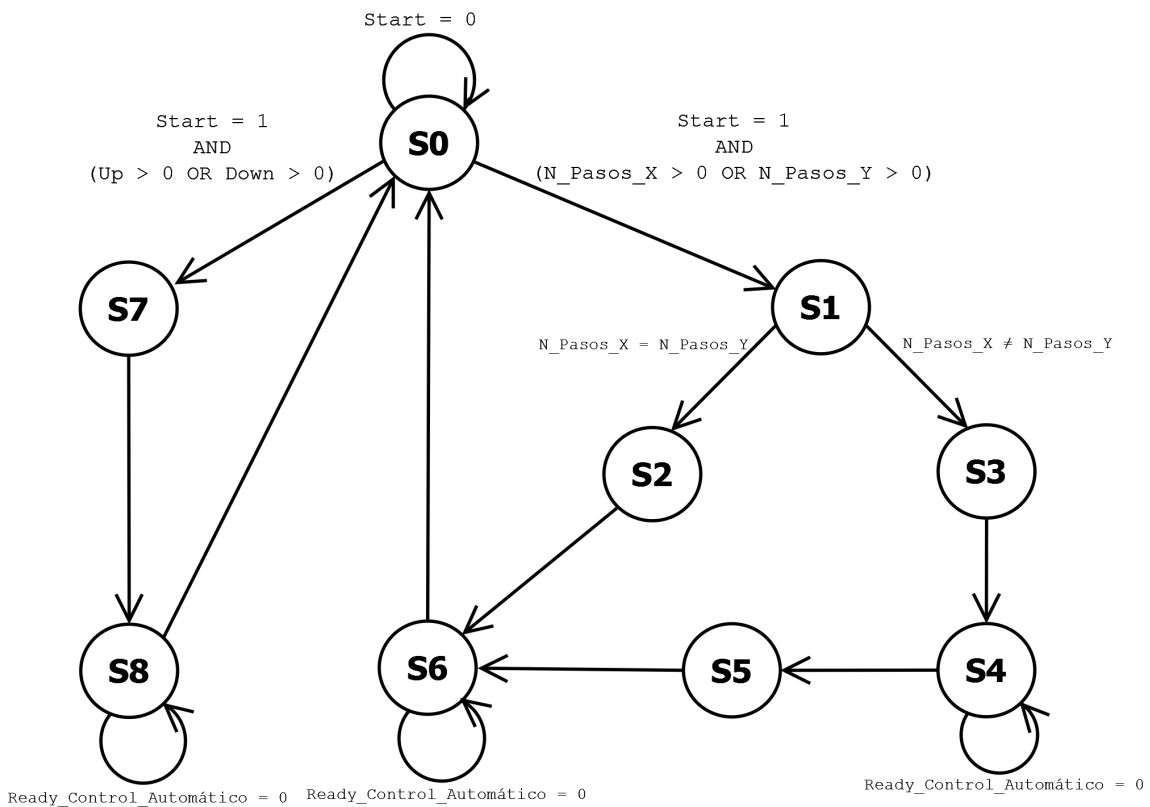 Start = 0
Start = 1
AND
(Up > 0 OR Down > 0)
Start = 1
AND
(N_Pasos_X > 0 OR N_Pasos_Y > 0)
S0
S7
S1
N_Pasos_X = N_Pasos_Y
N_Pasos_X ≠ N_Pasos_Y
S2
S3
S8
S6
S5
S4
Ready_Control_Automático = 0
Ready_Control_Automático = 0
Ready_Control_Automático = 0